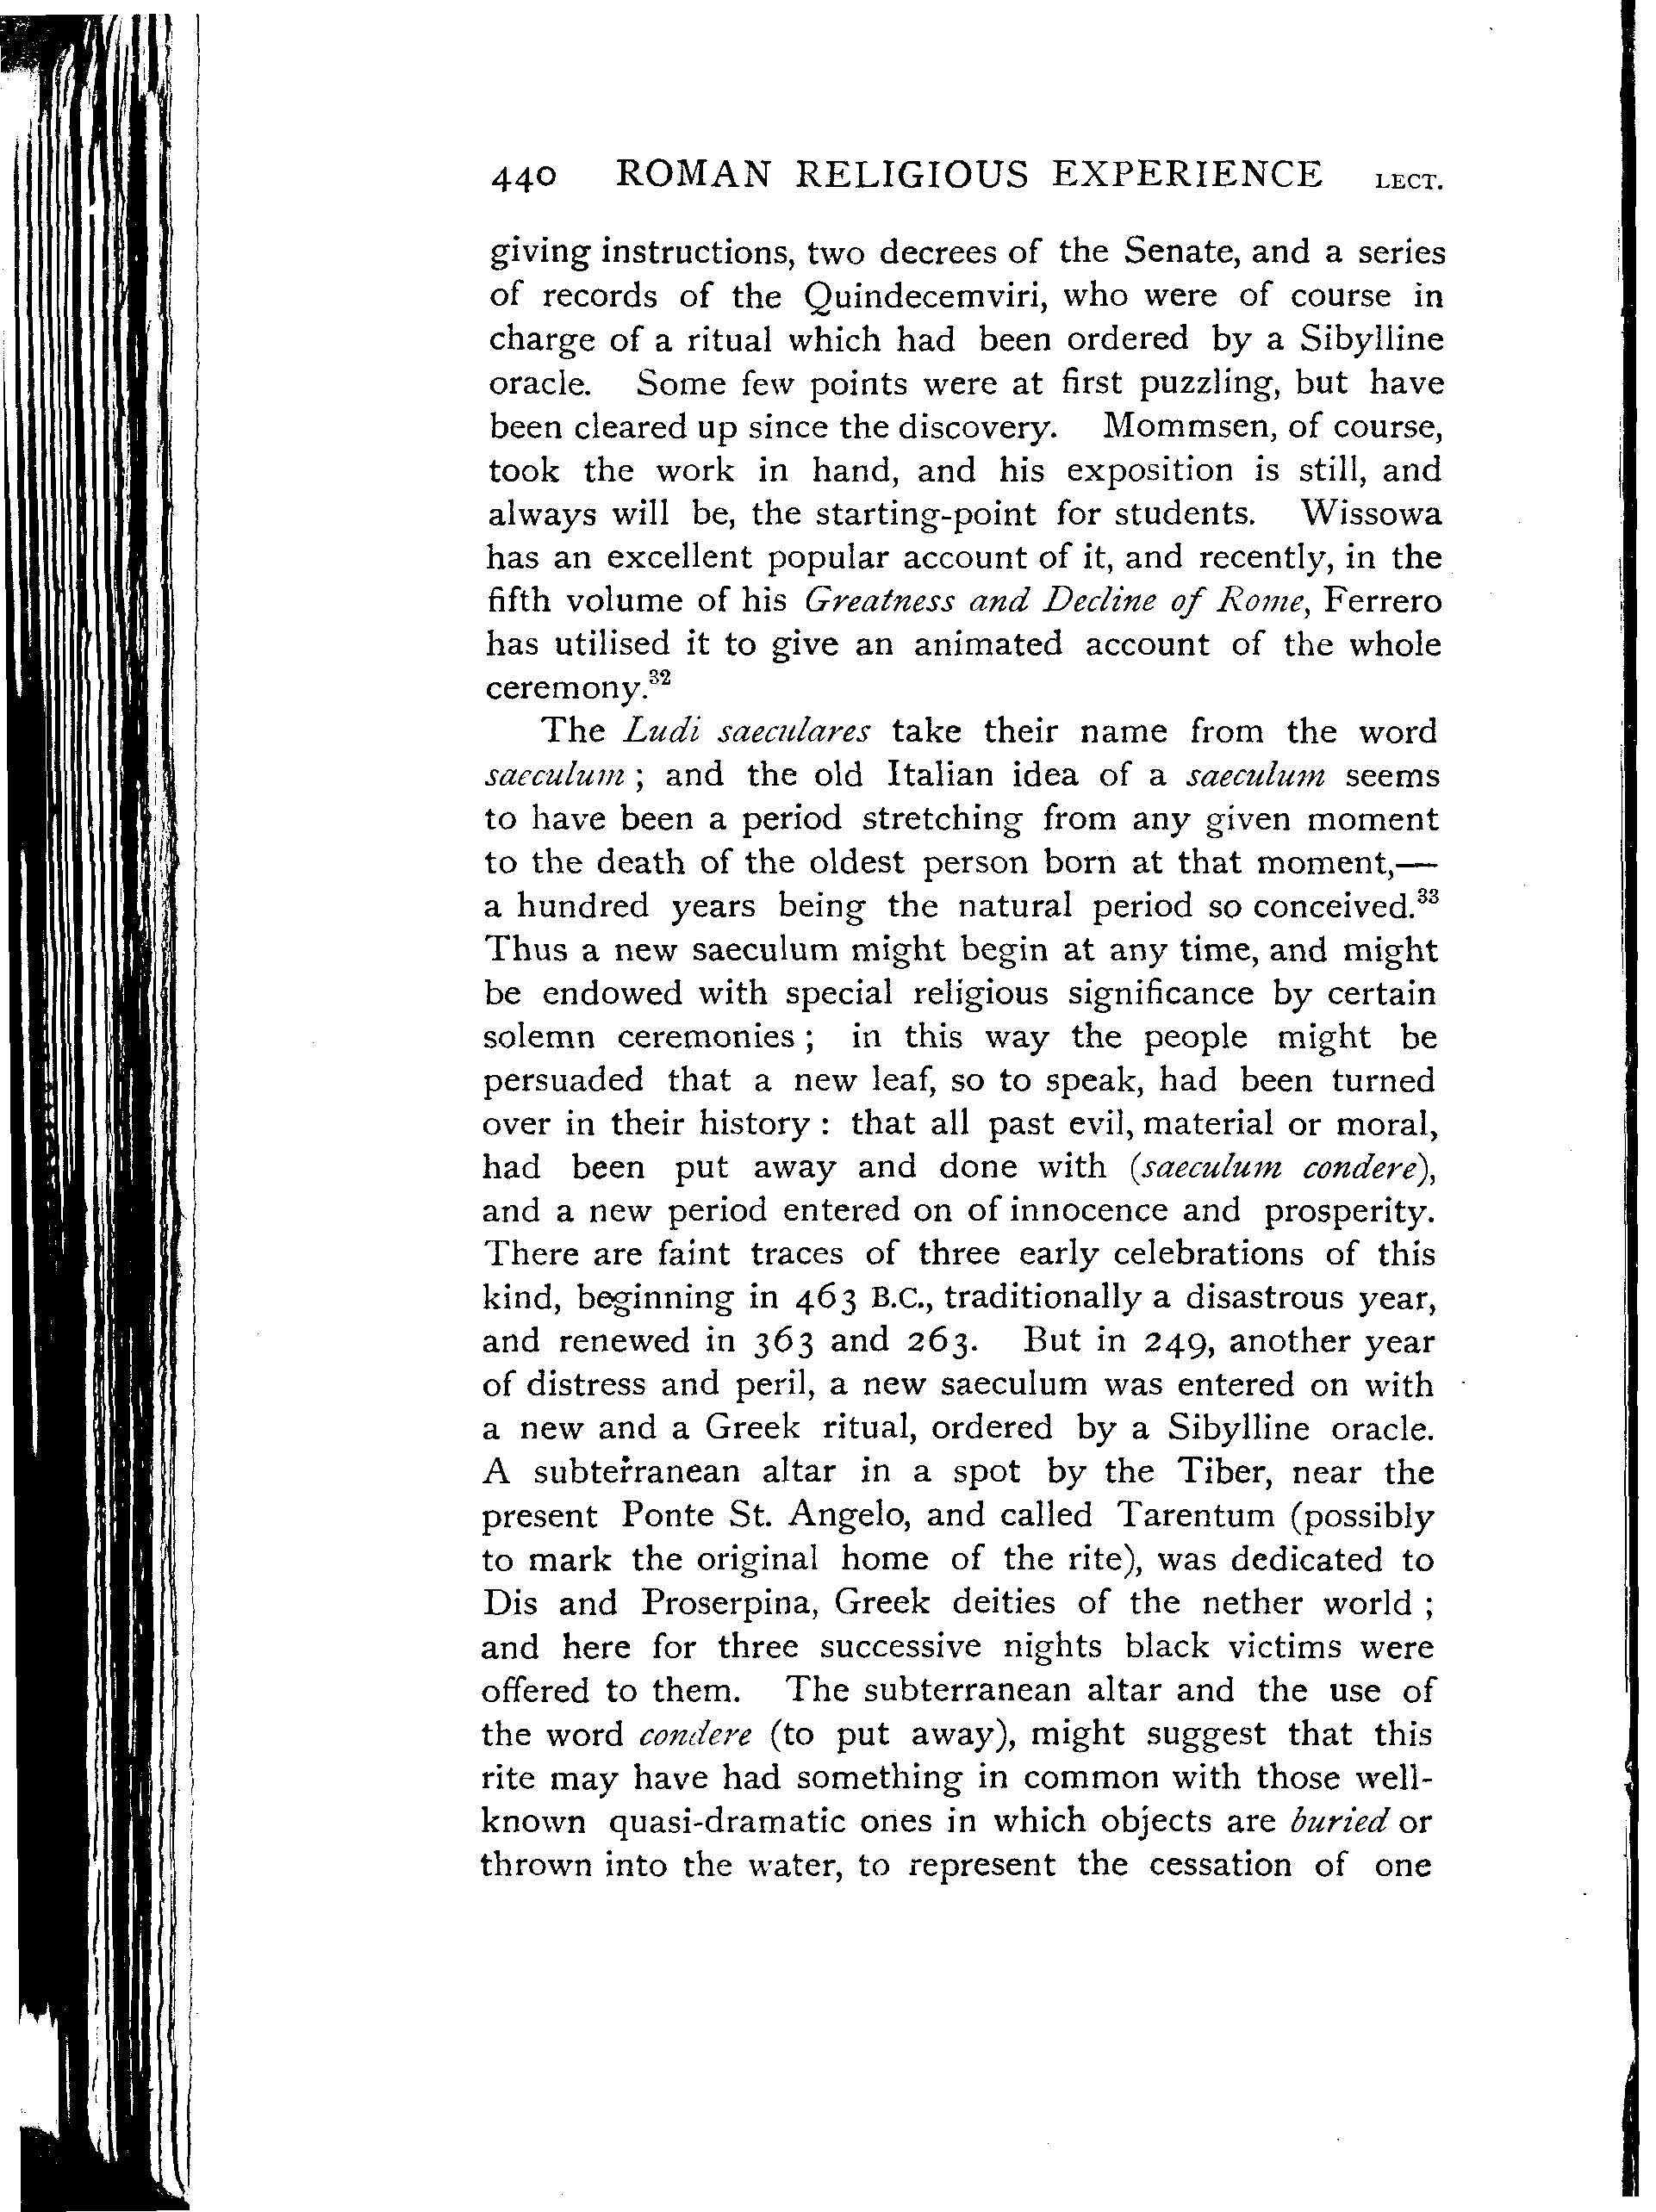 440 ROMAN RELIGIOUS EXPERIENCE LECT.
giving instructions, two decrees of the Senate, and a series
of records of the Quindecemviri, who were of course in
charge of a ritual which had been ordered by a Sibylline
oracle. Some few points were at first puzzling, but have
been cleared up since the discovery. Mommsen, of course,
took the work in hand, and his exposition is still, and
always will be, the starting-point for students. Wissowa
has an excellent popular account of it, and recently, in the
fifth volume of his Greatness and Decline of Rome, Ferrero
has utilised it to give an animated account of the whole
ceremony.³²
The Ludi saeculares take their name from the word
saeculum ; and the old Italian idea of a saeculum seems
to have been a period stretching from any given moment
to the death of the oldest person born at that moment,—
a hundred years being the natural period so conceived.³³
Thus a new saeculum might begin at any time, and might
be endowed with special religious significance by certain
solemn ceremonies ; in this way the people might be
persuaded that a new leaf, so to speak, had been turned
over in their history : that all past evil, material or moral,
had been put away and done with (saeculum condere),
and a new period entered on of innocence and prosperity.
There are faint traces of three early celebrations of this
kind, beginning in 463 B.C., traditionally a disastrous year,
and renewed in 363 and 263. But in 249, another year
of distress and peril, a new saeculum was entered on with
a new and a Greek ritual, ordered by a Sibylline oracle.
A subterranean altar in a spot by the Tiber, near the
present Ponte St. Angelo, and called Tarentum (possibly
to mark the original home of the rite), was dedicated to
Dis and Proserpina, Greek deities of the nether world ;
and here for three successive nights black victims were
offered to them. The subterranean altar and the use of
the word condere (to put away), might suggest that this
rite may have had something in common with those well-
known quasi-dramatic ones in which objects are buried or
thrown into the water, to represent the cessation of one